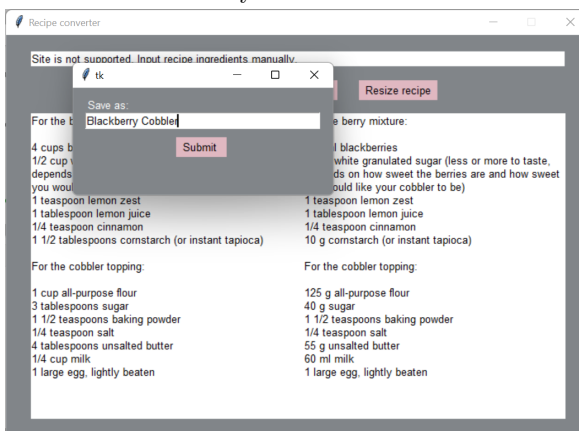 Recipe converter
Site is not supported. Input recipe ingredients manually.
tk
Save as:
Blackberry Cobbler
Submit
Resize recipe
For the b
4 cups b
1/2 cup
depends
you woul
1 teaspoon lemon zest
1 tablespoon lemon juice
1/4 teaspoon cinnamon
1 1/2 tablespoons cornstarch (or instant tapioca)
For the cobbler topping:
1 cup all-purpose flour
3 tablespoons sugar
1 1/2 teaspoons baking powder
1/4 teaspoon salt
4 tablespoons unsalted butter
1/4 cup milk
1 large egg, lightly beaten
e berry mixture:
l blackberries
white granulated sugar (less or more to taste,
ds on how sweet the berries are and how sweet
ould like your cobbler to be)
1 teaspoon lemon zest
1 tablespoon lemon juice
1/4 teaspoon cinnamon
10 g cornstarch (or instant tapioca)
For the cobbler topping:
125 g all-purpose flour
40 g sugar
1 1/2 teaspoons baking powder
1/4 teaspoon salt
55 g unsalted butter
60 ml milk
1 large egg, lightly beaten